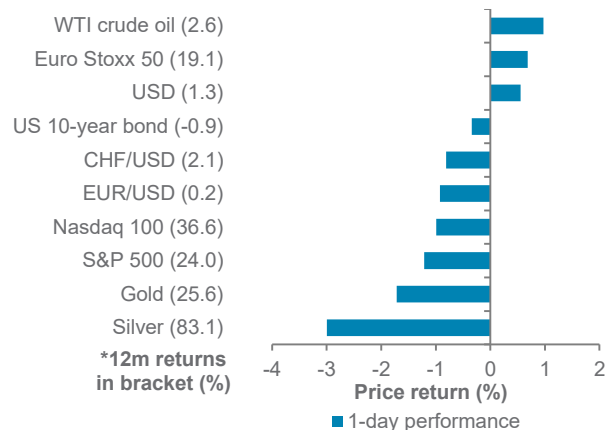 WTI crude oil (2.6)
Euro Stoxx 50 (19.1)
USD (1.3)
US 10-year bond (-0.9)
CHF/USD (2.1)
EUR/USD (0.2)
Nasdaq 100 (36.6)
S&P 500 (24.0)
Gold (25.6)
Silver (83.1)
*12m returns
in bracket (%)
-4 -3 -2 -1 0 1 2
Price return (%)
1-day performance